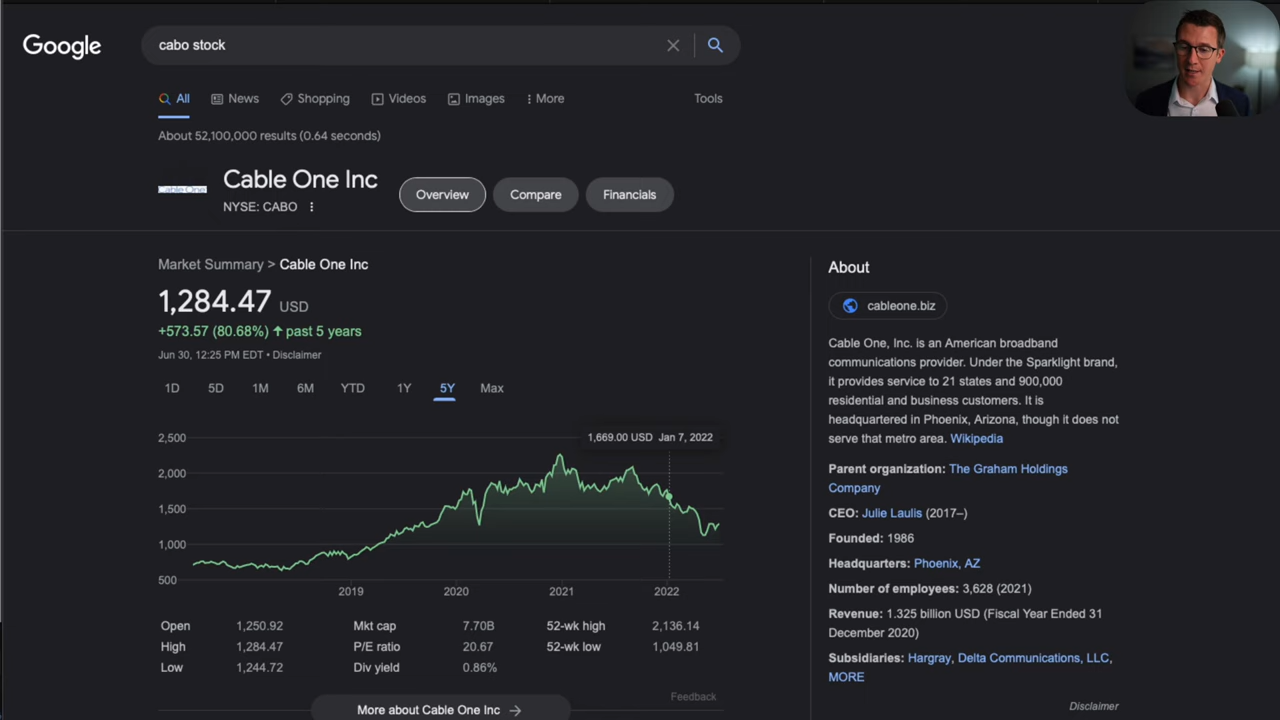 Google
cabo stock
All
News
Shopping
Videos
Images
More
Tools
About 52,100,000 results (0.64 seconds)
Cable One
Cable One Inc
NYSE: CABO
Overview
Compare
Financials
Market Summary > Cable One Inc
1,284.47 USD
+573.57 (80.68%) ↑ past 5 years
Jun 30, 12:25 PM EDT • Disclaimer
1D 5D 1M 6M YTD 1Y 5Y Max
1,669.00 USD Jan 7, 2022
2,500
2,000
1,500
1,000
500
2019 2020 2021 2022
Open 1,250.92 Mkt cap 7.70B 52-wk high 2,136.14
High 1,284.47 P/E ratio 20.67 52-wk low 1,049.81
Low 1,244.72 Div yield 0.86%
Feedback
More about Cable One Inc →
About
cableone.biz
Cable One, Inc. is an American broadband
communications provider. Under the Sparklight brand,
it provides service to 21 states and 900,000
residential and business customers. It is
headquartered in Phoenix, Arizona, though it does not
serve that metro area. Wikipedia
Parent organization: The Graham Holdings
Company
CEO: Julie Laulis (2017–)
Founded: 1986
Headquarters: Phoenix, AZ
Number of employees: 3,628 (2021)
Revenue: 1.325 billion USD (Fiscal Year Ended 31
December 2020)
Subsidiaries: Hargray, Delta Communications, LLC,
MORE
Disclaimer